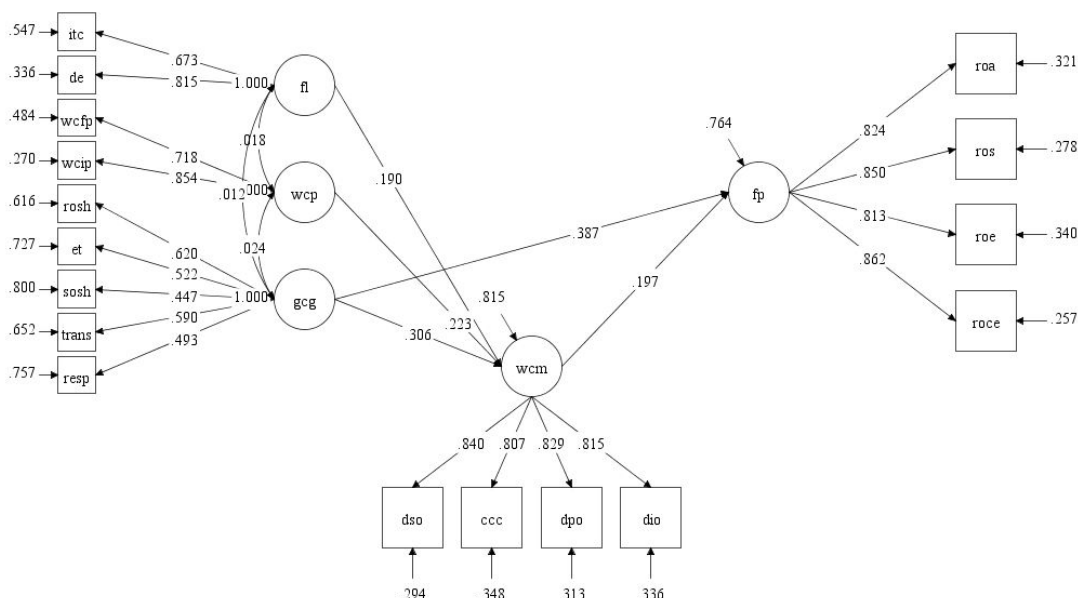 .547
itc
.673
.336
de
.815
1.000
fl
.484
wcfp
.718
.018
.270
wcip
.854
.012
.000
wcp
.190
.616
rosh
.620
.727
et
.522
.024
.800
sosh
.447
1.000
gcg
.652
trans
.590
.757
resp
.493
.306
.223
.387
.815
wcm
.197
.764
fp
.824
roa
.321
.850
ros
.278
.813
roe
.340
.862
roce
.257
.840
.807
.829
.815
dso
ccc
dpo
dio
.294
.348
.313
.336